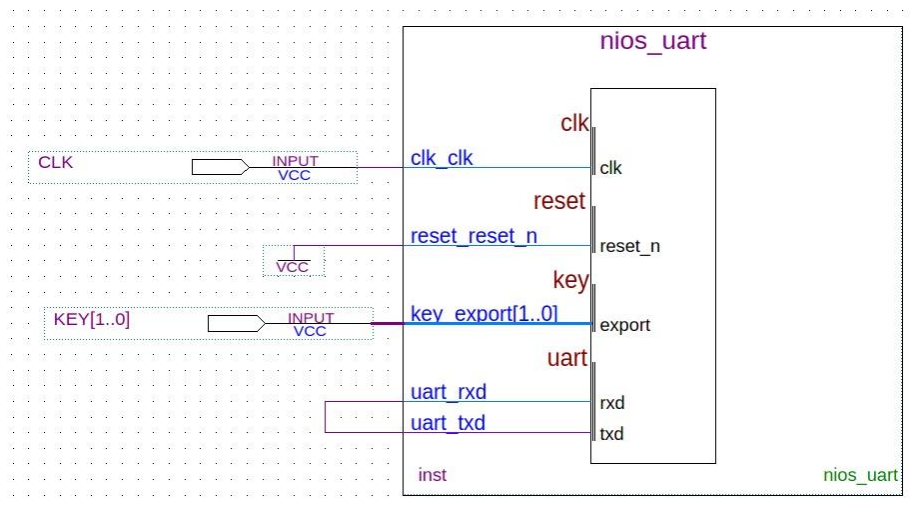 nios_uart
clk
CLK
INPUT
VCC
clk_clk
clk
reset
reset_reset_n
reset_n
VCC
key
KEY[1..0]
INPUT
VCC
key_export[1..0]
export
uart
uart_rxd
rxd
uart_txd
txd
inst
nios_uart